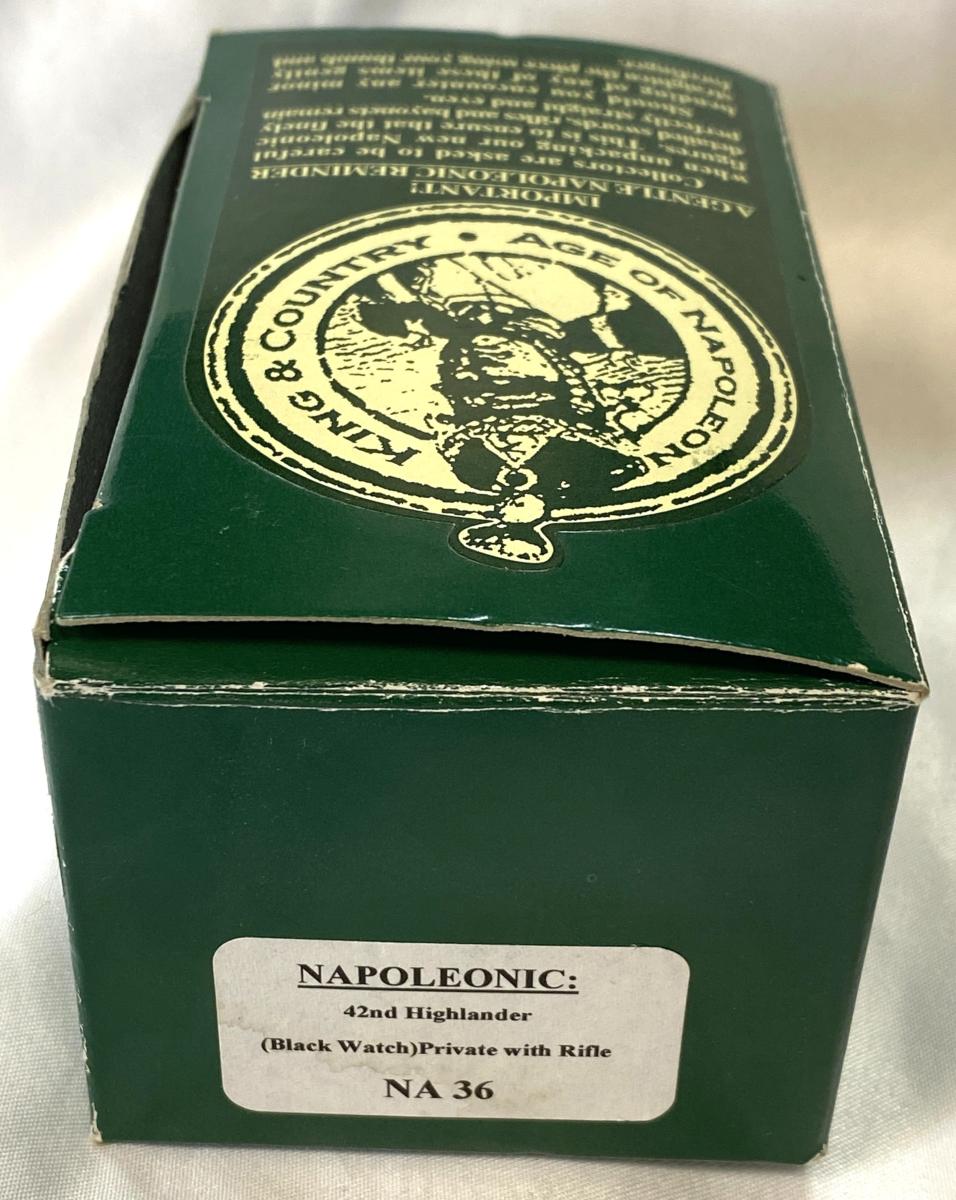 KING & COUNTRY • AGE OF NAPOLEON
IMPORTANT!
A GENTLE NAPOLEONIC REMINDER
Collectors are asked to be careful
when unpacking our new Napoleonic
figures. This is to ensure that the finely
swords, rifles and bayonets remain
perfectly straight and even.
Should you encounter any minor
bending of any of these items gently
straighten the piece using your thumb and
forefinger.
NAPOLEONIC:
42nd Highlander
(Black Watch)Private with Rifle
NA 36